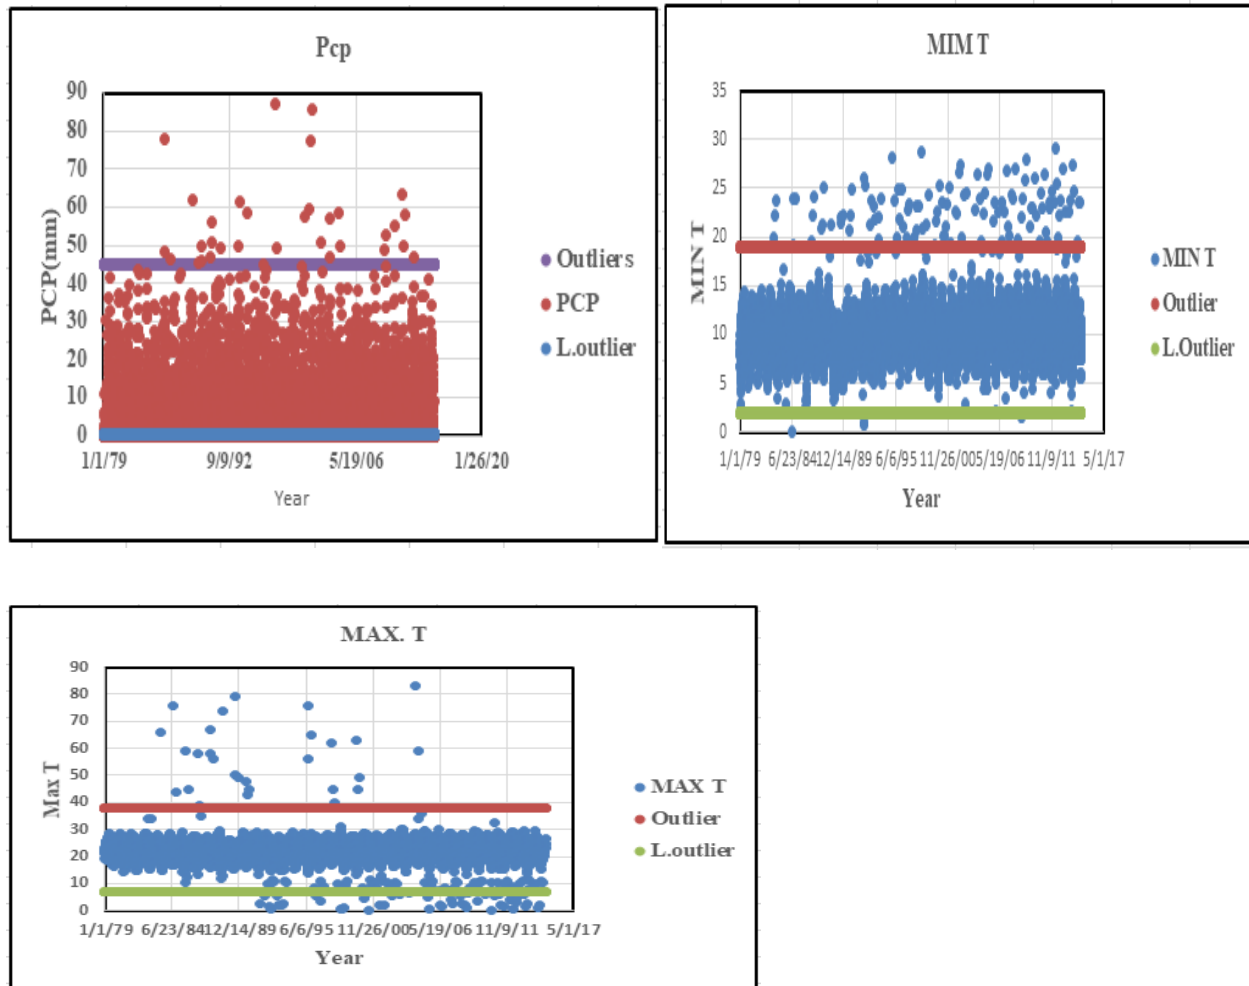 Pcp
90
80
70
60
50
40
30
20
10
0
PCP(mm)
1/1/79 9/9/92 5/19/06 1/26/20
Year
Outliers
PCP
L.outlier
MIM T
35
30
25
20
15
10
5
0
MIN T
1/1/79 6/23/84 12/14/89 6/6/95 11/26/00 5/19/06 11/9/11 5/1/17
Year
MIN T
Outlier
L.Outlier
MAX. T
90
80
70
60
50
40
30
20
10
0
Max T
1/1/79 6/23/84 12/14/89 6/6/95 11/26/00 5/19/06 11/9/11 5/1/17
Year
MAX T
Outlier
L.outlier